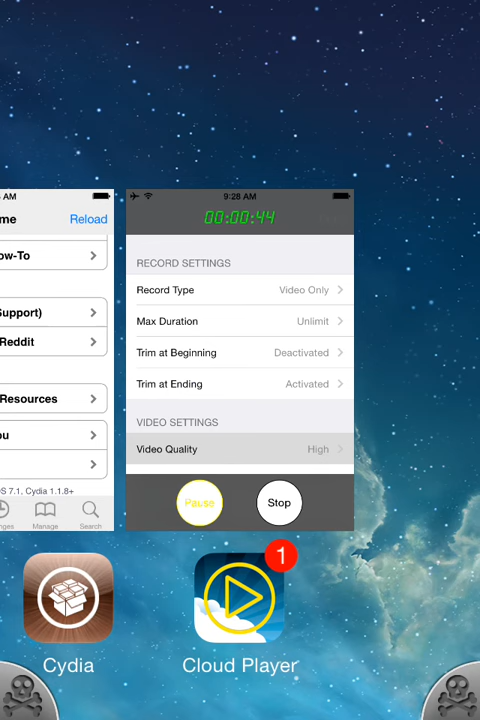 AM
me
Reload
ow-To
Support)
Reddit
Resources
ou
S 7.1, Cydia 1.1.8+
nges
Manage
Search
9:28 AM
00:00:44
RECORD SETTINGS
Record Type
Video Only
Max Duration
Unlimit
Trim at Beginning
Deactivated
Trim at Ending
Activated
VIDEO SETTINGS
Video Quality
High
Pause
Stop
1
Cydia
Cloud Player